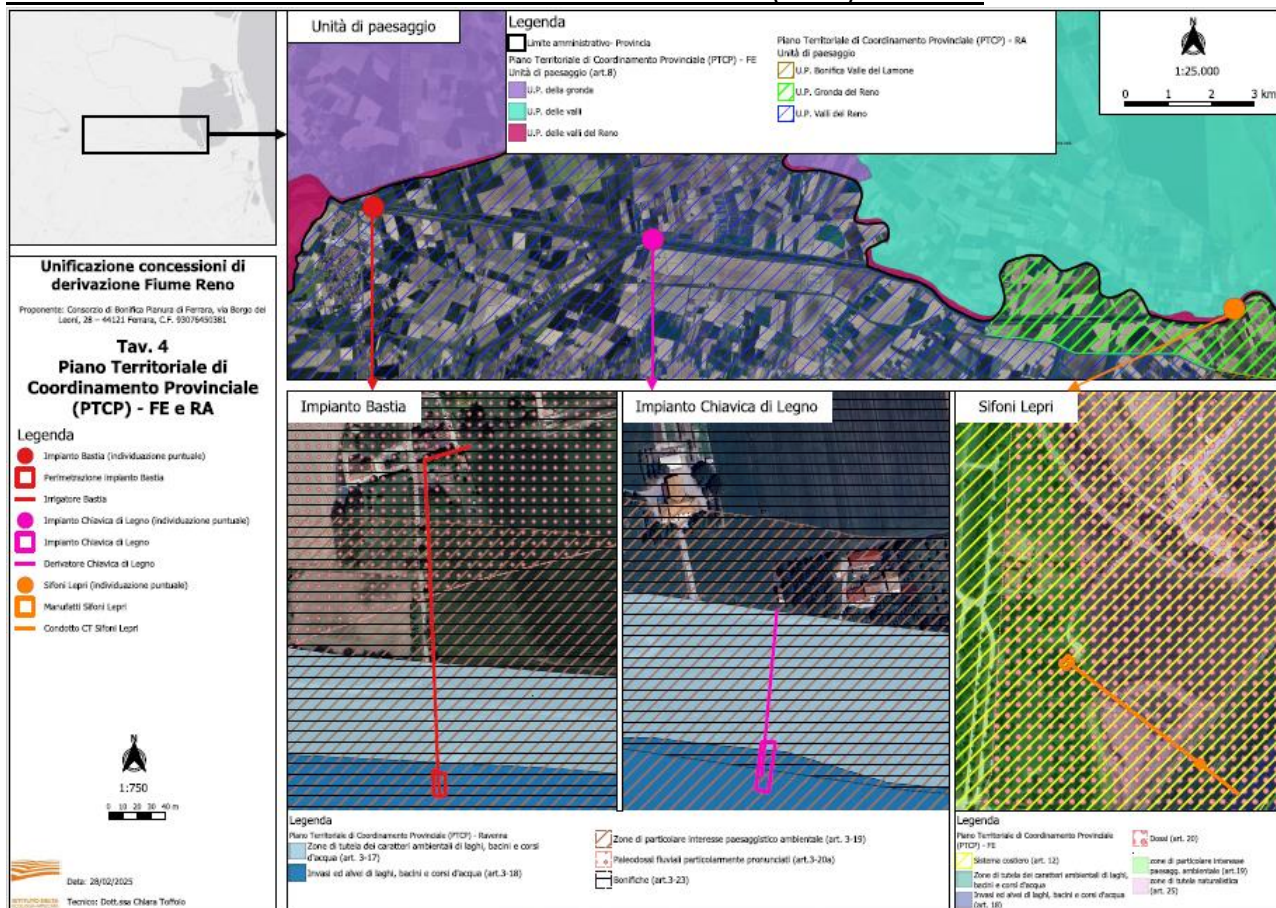 Unità di paesaggio
Legenda
Limite amministrativo- Provincia
Piano Territoriale di Coordinamento Provinciale (PTCP) - FE
Unità di paesaggio (art.8)
U.P. della gronda
U.P. delle valli
U.P. delle valli del Reno
Piano Territoriale di Coordinamento Provinciale (PTCP) - RA
Unità di paesaggio
U.P. Bonifica Valle del Lamone
U.P. Gronda del Reno
U.P. Valli del Reno
N
1:25.000
0 1 2 3 km
Unificazione concessioni di
derivazione Fiume Reno
Proponente: Consorzio di Bonifica Pianura di Ferrara, via Borgo dei
Leoni, 28 – 44121 Ferrara, C.F. 93076450381
Tav. 4
Piano Territoriale di
Coordinamento Provinciale
(PTCP) - FE e RA
Legenda
Impianto Bastia (individuazione puntuale)
Perimetrazione impianto Bastia
Irrigatore Bastia
Impianto Chiavica di Legno (individuazione puntuale)
Impianto Chiavica di Legno
Derivatore Chiavica di Legno
Sifoni Lepri (individuazione puntuale)
Manufatti Sifoni Lepri
Condotto CT Sifoni Lepri
N
1:750
0 10 20 30 40 m
Data: 28/02/2025
Tecnico: Dott.ssa Chiara Toffolo
Impianto Bastia
Impianto Chiavica di Legno
Sifoni Lepri
Legenda
Piano Territoriale di Coordinamento Provinciale (PTCP) - Ravenna
Zone di tutela dei caratteri ambientali di laghi, bacini e corsi
d'acqua (art. 3-17)
Invasi ed alvei di laghi, bacini e corsi d'acqua (art.3-18)
Zone di particolare interesse paesaggistico ambientale (art. 3-19)
Paleodossi fluviali particolarmente pronunciati (art.3-20a)
Bonifiche (art.3-23)
Legenda
Piano Territoriale di Coordinamento Provinciale
(PTCP) - FE
Sistema costiero (art. 12)
Zone di tutela dei caratteri ambientali di laghi,
bacini e corsi d'acqua
Invasi ed alvei di laghi, bacini e corsi d'acqua
(art. 18)
Dossi (art. 20)
zone di particolare interesse
paesagg. ambientale (art.19)
zone di tutela naturalistica
(art. 25)